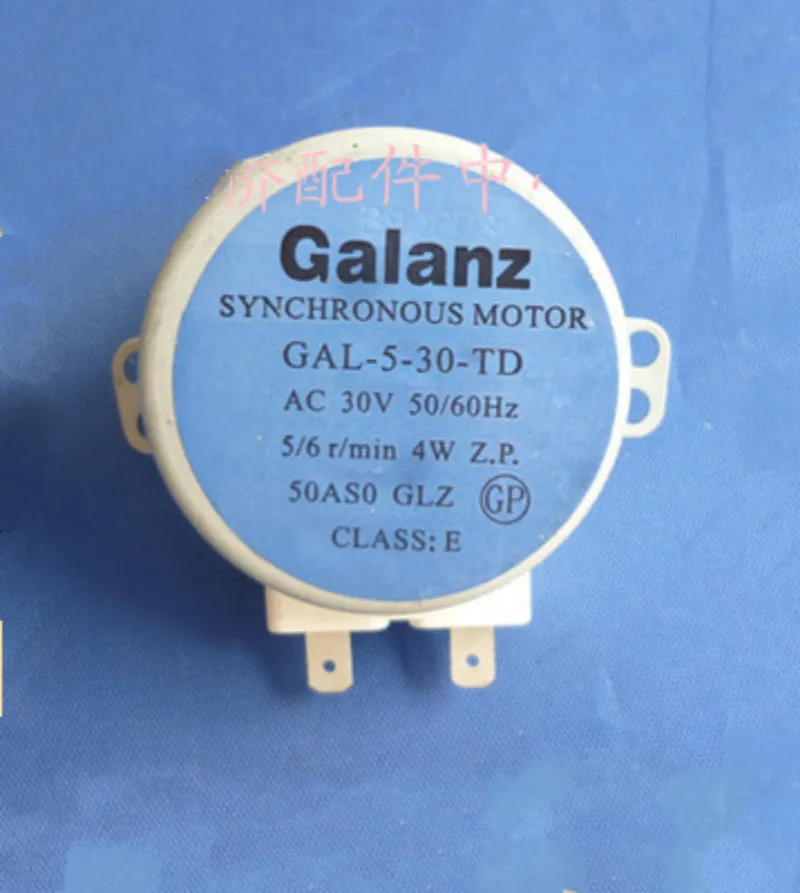 济配件中
Galanz
SYNCHRONOUS MOTOR
GAL-5-30-TD
AC 30V 50/60Hz
5/6 r/min 4W Z.P.
50AS0 GLZ GP
CLASS: E